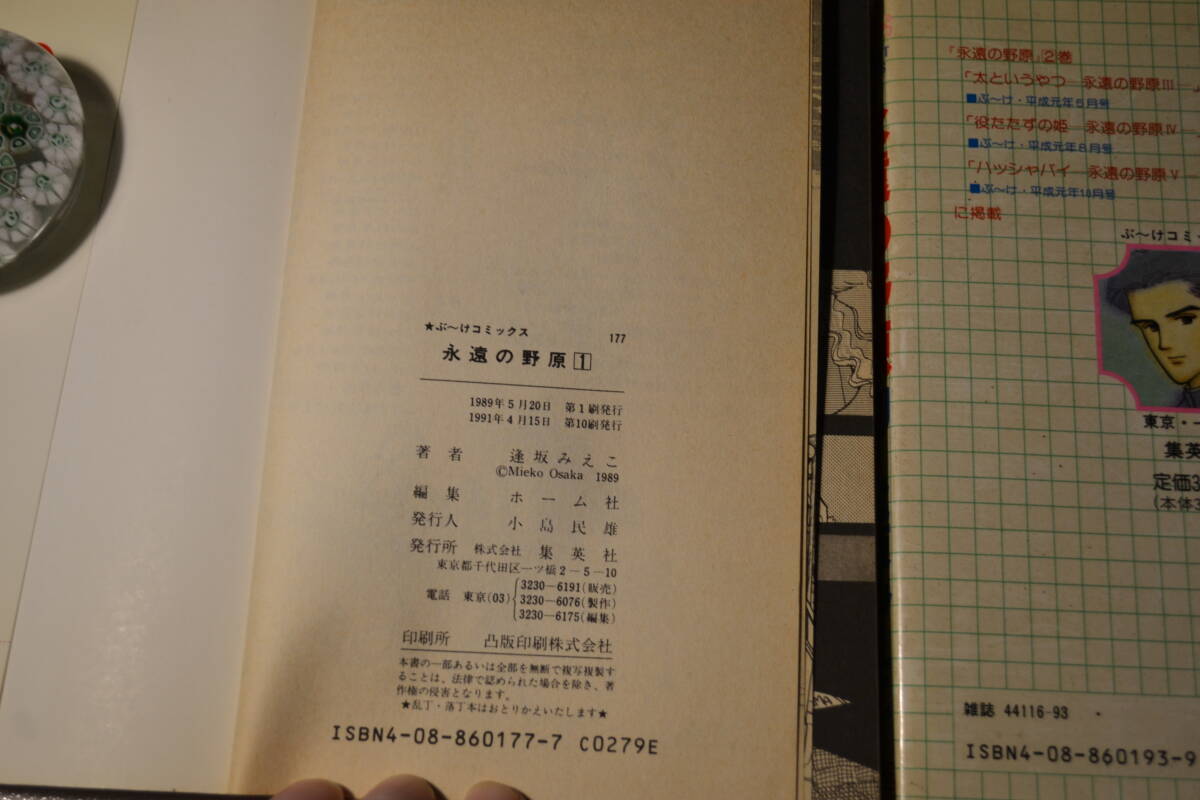 ★ぶ〜けコミックス 177
永遠の野原1
1989年5月20日 第1刷発行
1991年4月15日 第10刷発行
著者 逢坂みえこ
©Mieko Osaka 1989
編集 ホーム社
発行人 小島民雄
発行所 株式会社 集英社
東京都千代田区一ツ橋2−5−10
電話 東京(03) 3230−6191(販売)
3230−6076(製作)
3230−6175(編集)
印刷所 凸版印刷株式会社
本書の一部あるいは全部を無断で複写複製す
ることは、法律で認められた場合を除き、著
作権の侵害となります。
★乱丁・落丁本はおとりかえいたします★
ISBN4-08-860177-7 C0279E
「永遠の野原」2巻
「太というやつ 永遠の野原III
■ぶ〜け・平成元年5月号
「役たたずの姫 永遠の野原IV
■ぶ〜け・平成元年8月号
「ハッシャバイ 永遠の野原V
■ぶ〜け・平成元年10月号
に掲載
ぶ〜けコミ
東京・一
集英
定価3
(本体3
雑誌 44116-93
ISBN4-08-860193-9